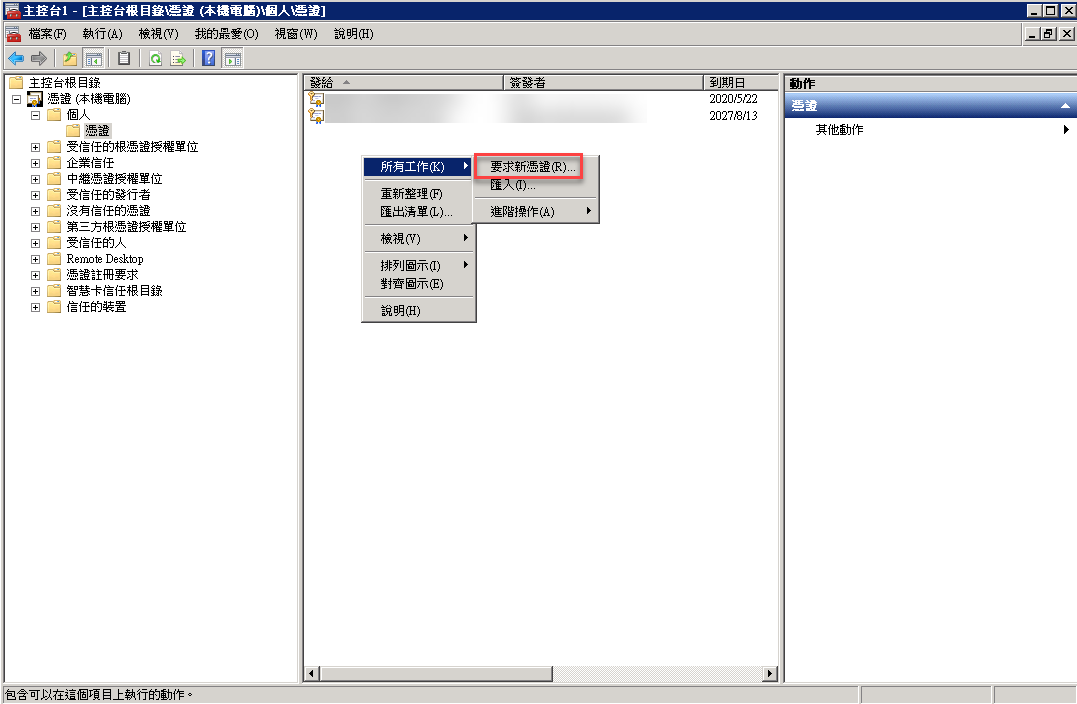 主控台1 - [主控台根目錄\憑證 (本機電腦)\個人\憑證]
檔案(F) 執行(A) 檢視(V) 我的最愛(O) 視窗(W) 說明(H)
主控台根目錄
憑證 (本機電腦)
個人
憑證
受信任的根憑證授權單位
企業信任
中繼憑證授權單位
受信任的發行者
沒有信任的憑證
第三方根憑證授權單位
受信任的人
Remote Desktop
憑證註冊要求
智慧卡信任根目錄
信任的裝置
發給 簽發者 到期日
2020/5/22
2027/8/13
所有工作(K)
重新整理(F)
匯出清單(L)...
檢視(V)
排列圖示(I)
對齊圖示(E)
說明(H)
要求新憑證(R)...
匯入(I)...
進階操作(A)
動作
憑證
其他動作
包含可以在這個項目上執行的動作。